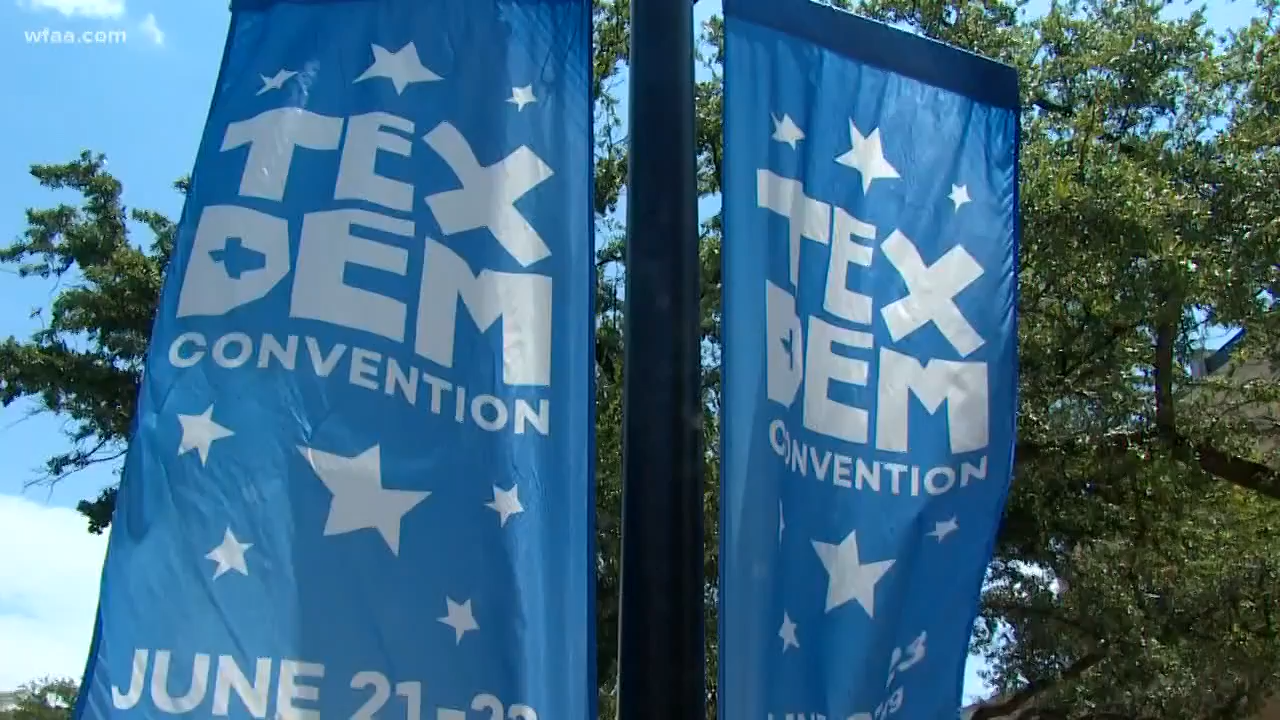 wfaa.com
TEX
DEM
CONVENTION
JUNE 21-23
TEX
DEM
CONVENTION